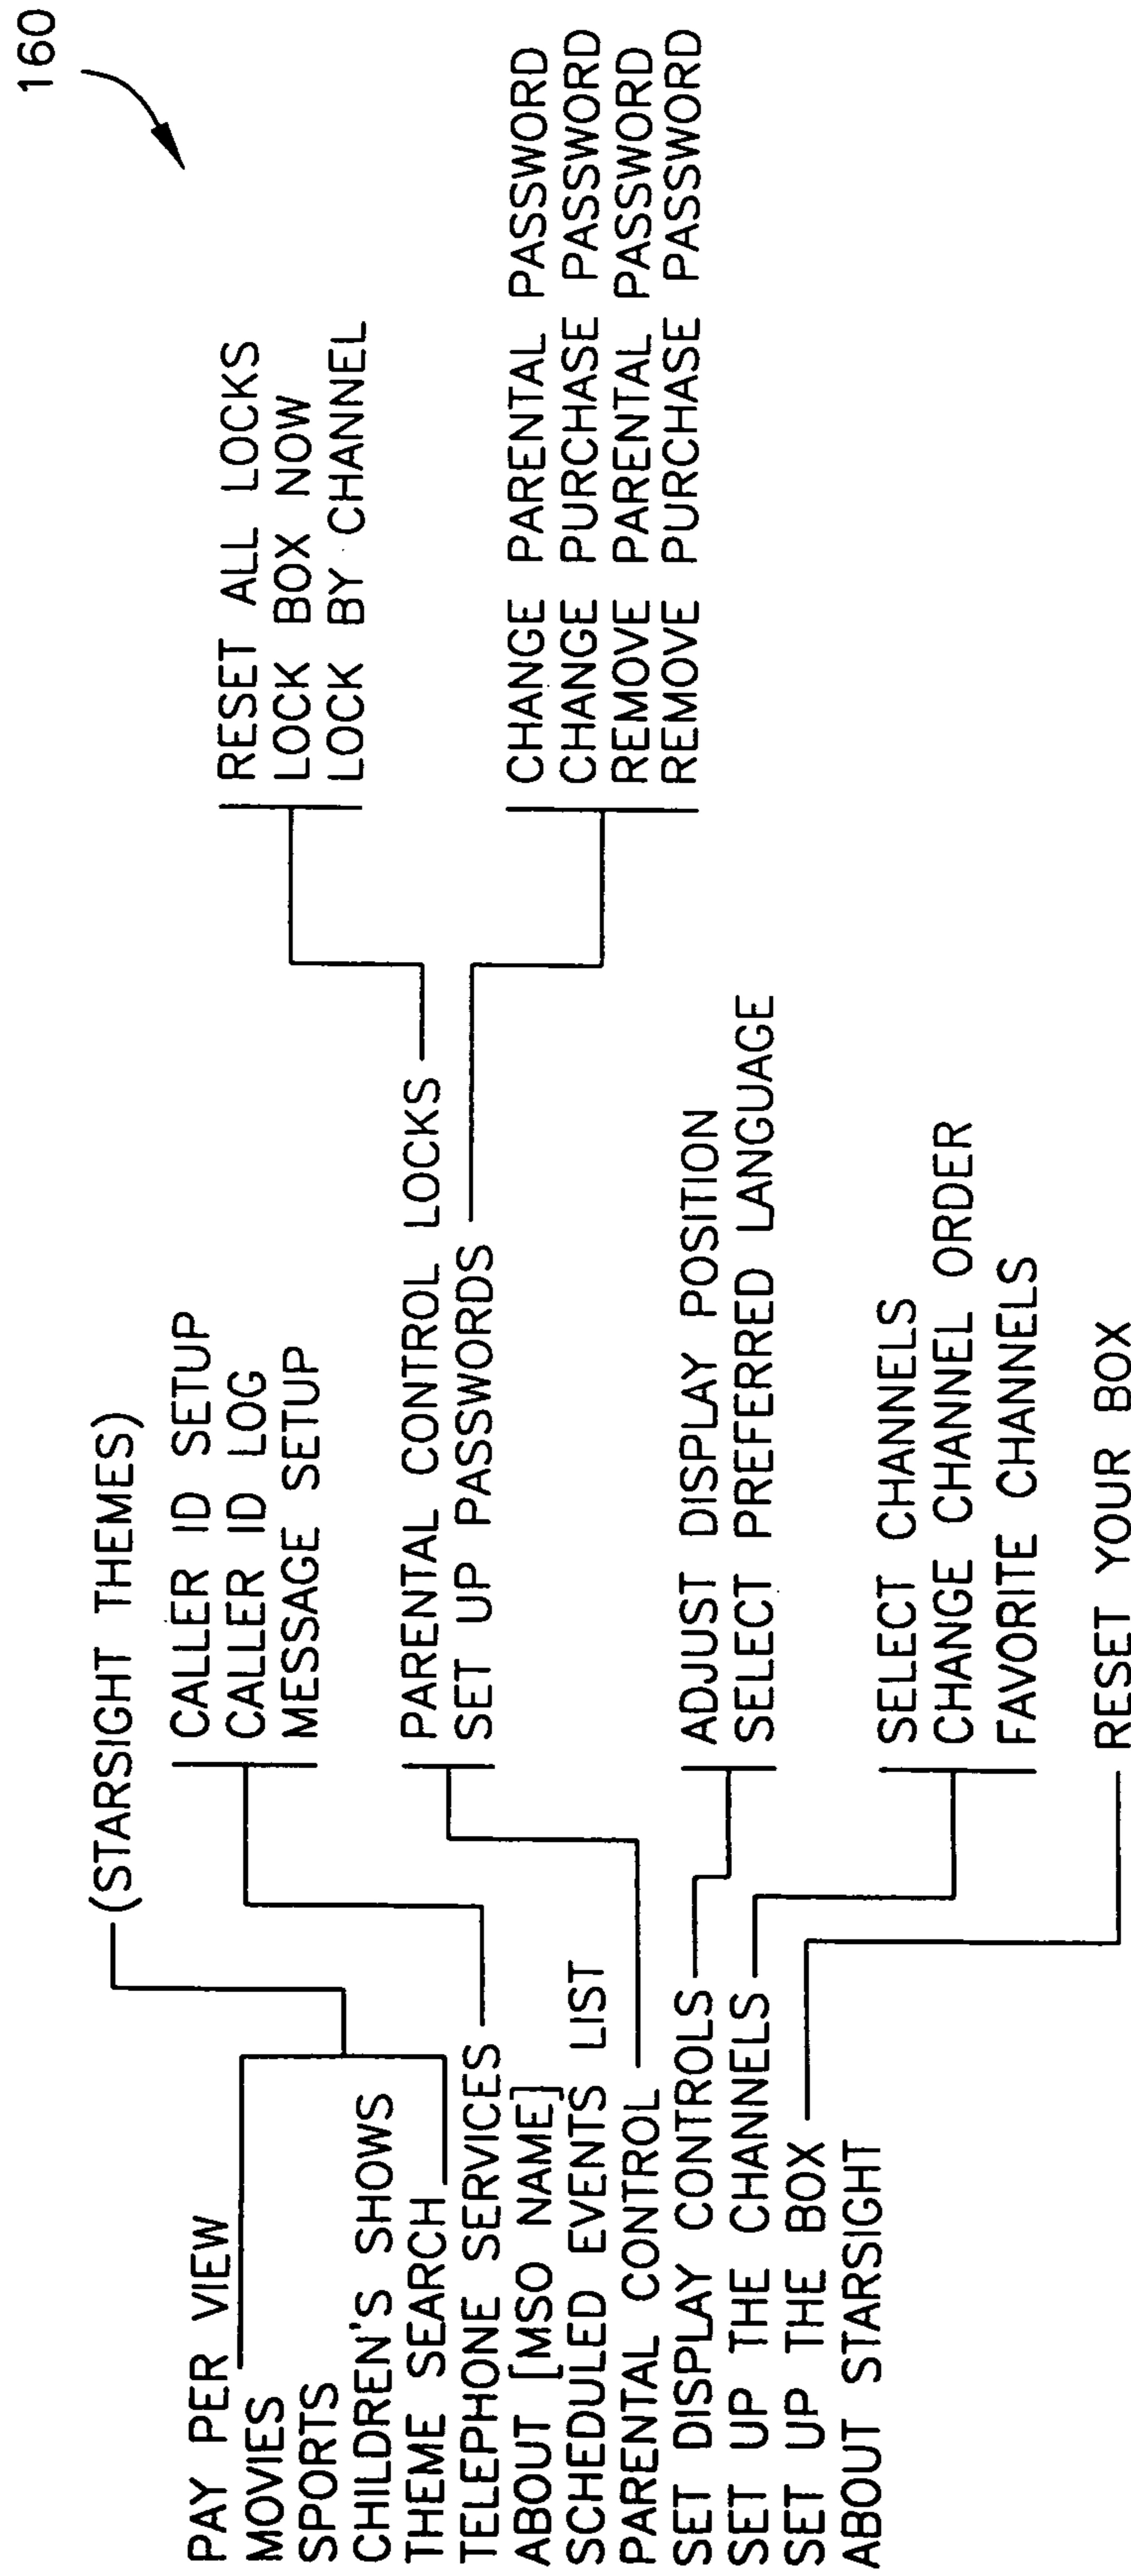 160
PAY PER VIEW
MOVIES
SPORTS
CHILDREN'S SHOWS
THEME SEARCH
TELEPHONE SERVICES
ABOUT [MSO NAME]
SCHEDULED EVENTS LIST
PARENTAL CONTROL
SET DISPLAY CONTROLS
SET UP THE CHANNELS
SET UP THE BOX
ABOUT STARSIGHT
(STARSIGHT THEMES)
CALLER ID SETUP
CALLER ID LOG
MESSAGE SETUP
PARENTAL CONTROL LOCKS
SET UP PASSWORDS
ADJUST DISPLAY POSITION
SELECT PREFERRED LANGUAGE
SELECT CHANNELS
CHANGE CHANNEL ORDER
FAVORITE CHANNELS
RESET YOUR BOX
RESET ALL LOCKS
LOCK BOX NOW
LOCK BY CHANNEL
CHANGE PARENTAL PASSWORD
CHANGE PURCHASE PASSWORD
REMOVE PARENTAL PASSWORD
REMOVE PURCHASE PASSWORD